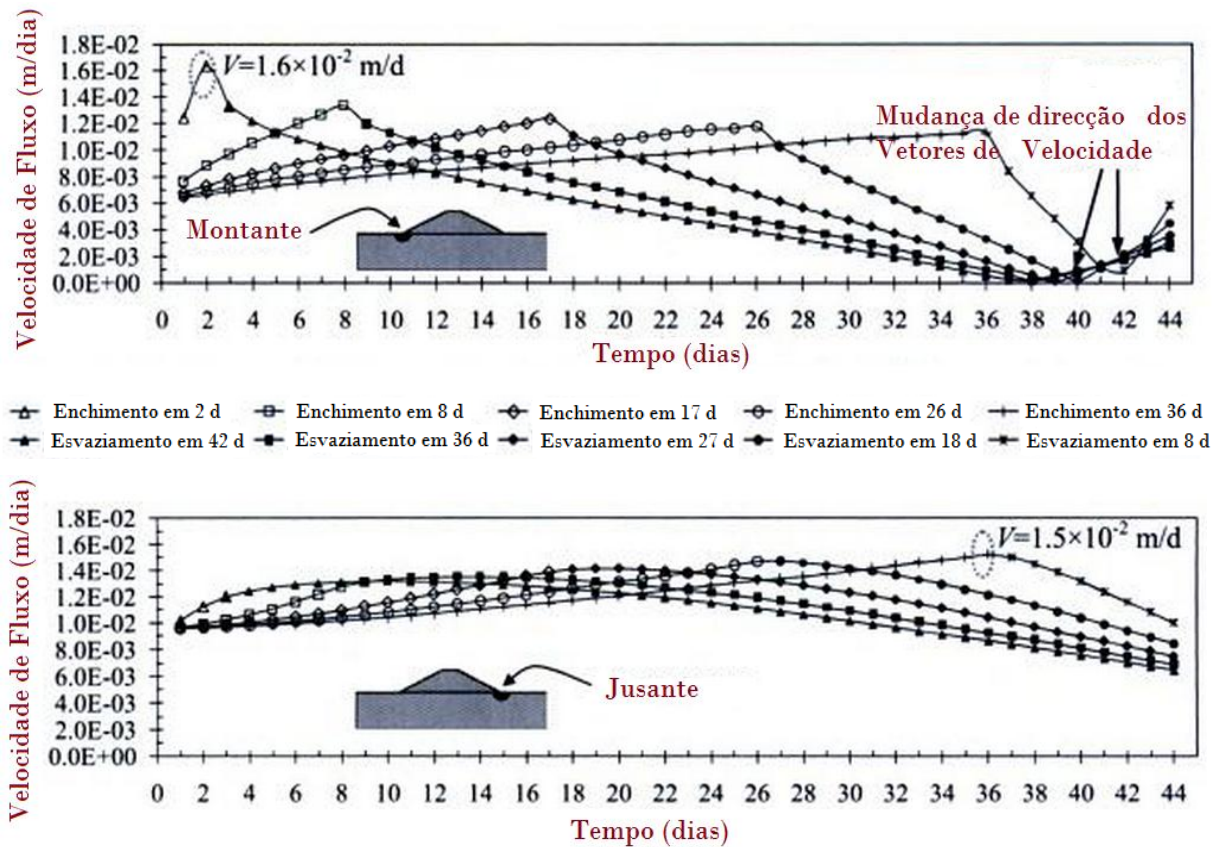 Velocidade de Fluxo (m/dia)
1.8E-02
1.6E-02
1.4E-02
1.2E-02
1.0E-02
8.0E-03
6.0E-03
4.0E-03
2.0E-03
0.0E+00
V=1.6×10⁻² m/d
Mudança de direcção dos
Vetores de Velocidade
Montante
0 2 4 6 8 10 12 14 16 18 20 22 24 26 28 30 32 34 36 38 40 42 44
Tempo (dias)
Enchimento em 2 d Enchimento em 8 d Enchimento em 17 d Enchimento em 26 d Enchimento em 36 d
Esvaziamento em 42 d Esvaziamento em 36 d Esvaziamento em 27 d Esvaziamento em 18 d Esvaziamento em 8 d
Velocidade de Fluxo (m/dia)
1.8E-02
1.6E-02
1.4E-02
1.2E-02
1.0E-02
8.0E-03
6.0E-03
4.0E-03
2.0E-03
0.0E+00
V=1.5×10⁻² m/d
Jusante
0 2 4 6 8 10 12 14 16 18 20 22 24 26 28 30 32 34 36 38 40 42 44
Tempo (dias)